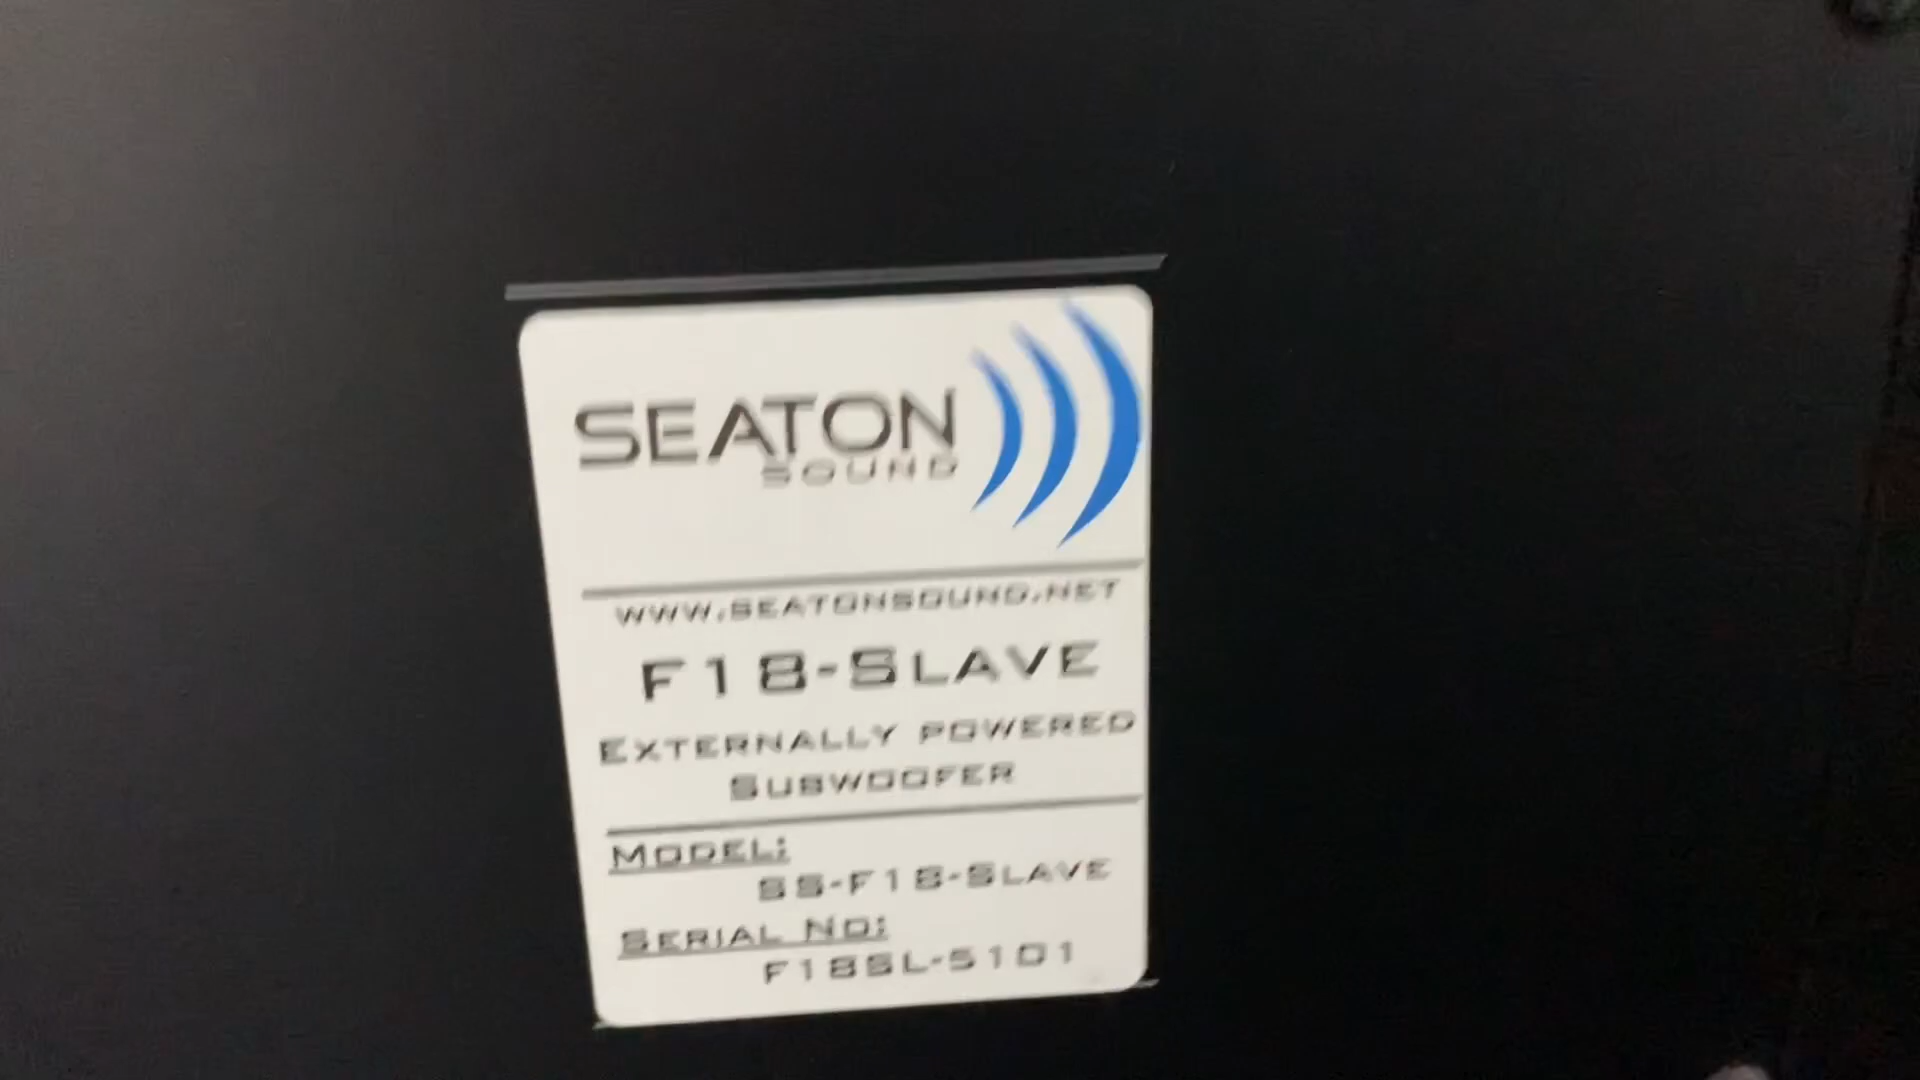 SEATON
SOUND
WWW.SEATONSOUND.NET
F18-SLAVE
EXTERNALLY POWERED
SUBWOOFER
MODEL:
SS-F18-SLAVE
SERIAL NO:
F18SL-5101